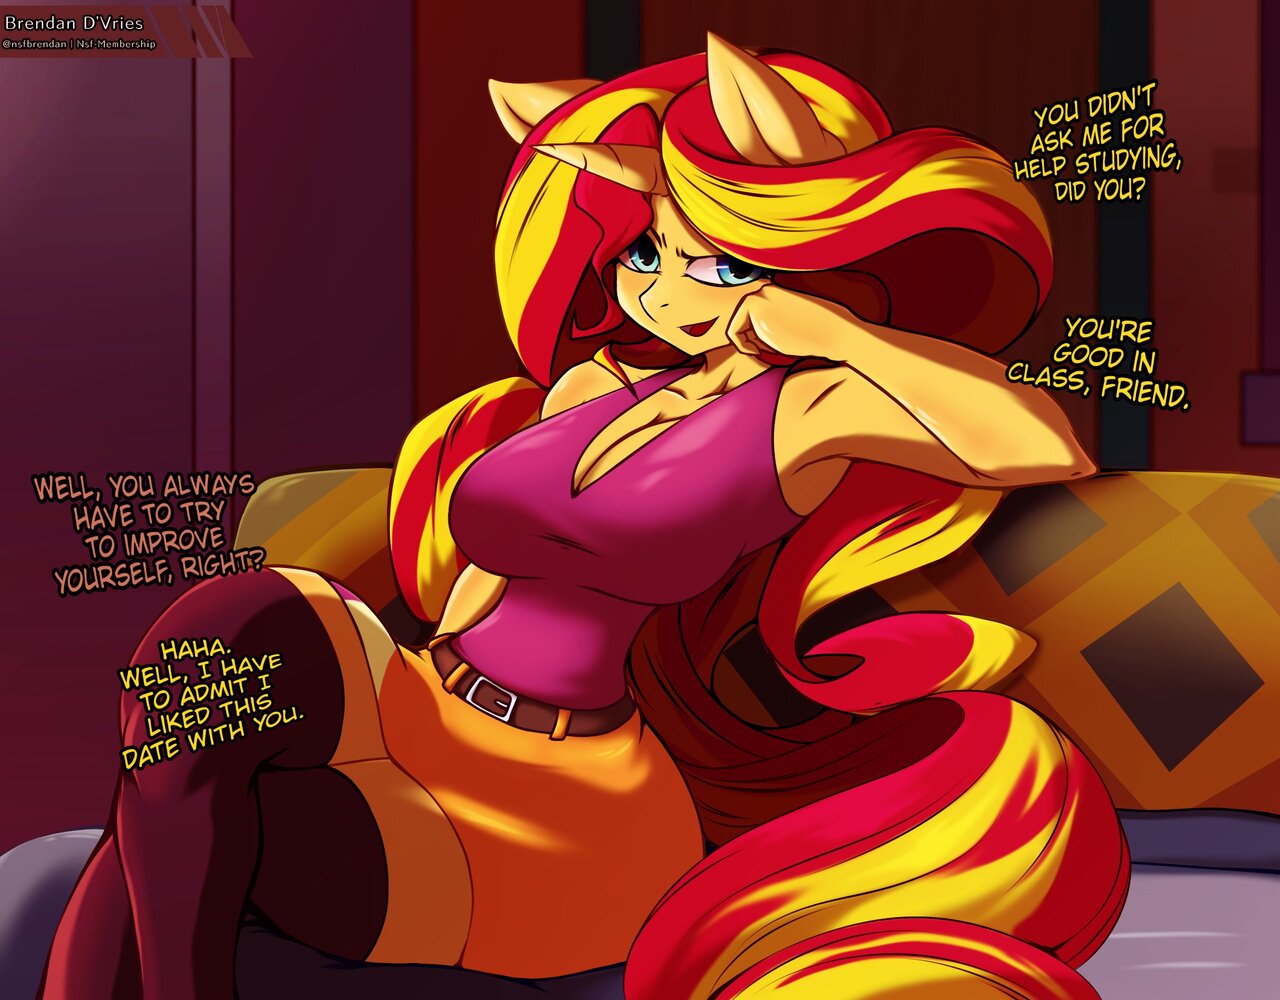 Brendan D'Vries
@nsfbrendan | Nsf-Membership
YOU DIDN'T
ASK ME FOR
HELP STUDYING,
DID YOU?
YOU'RE
GOOD IN
CLASS, FRIEND.
WELL, YOU ALWAYS
HAVE TO TRY
TO IMPROVE
YOURSELF, RIGHT?
HAHA.
WELL, I HAVE
TO ADMIT I
LIKED THIS
DATE WITH YOU.